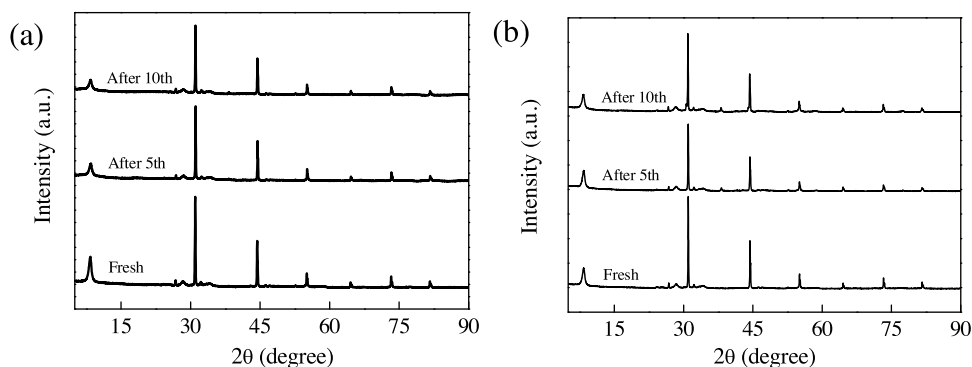 (a)
Intensity (a.u.)
After 10th
After 5th
Fresh
15 30 45 60 75 90
2θ (degree)
(b)
Intensity (a.u.)
After 10th
After 5th
Fresh
15 30 45 60 75 90
2θ (degree)